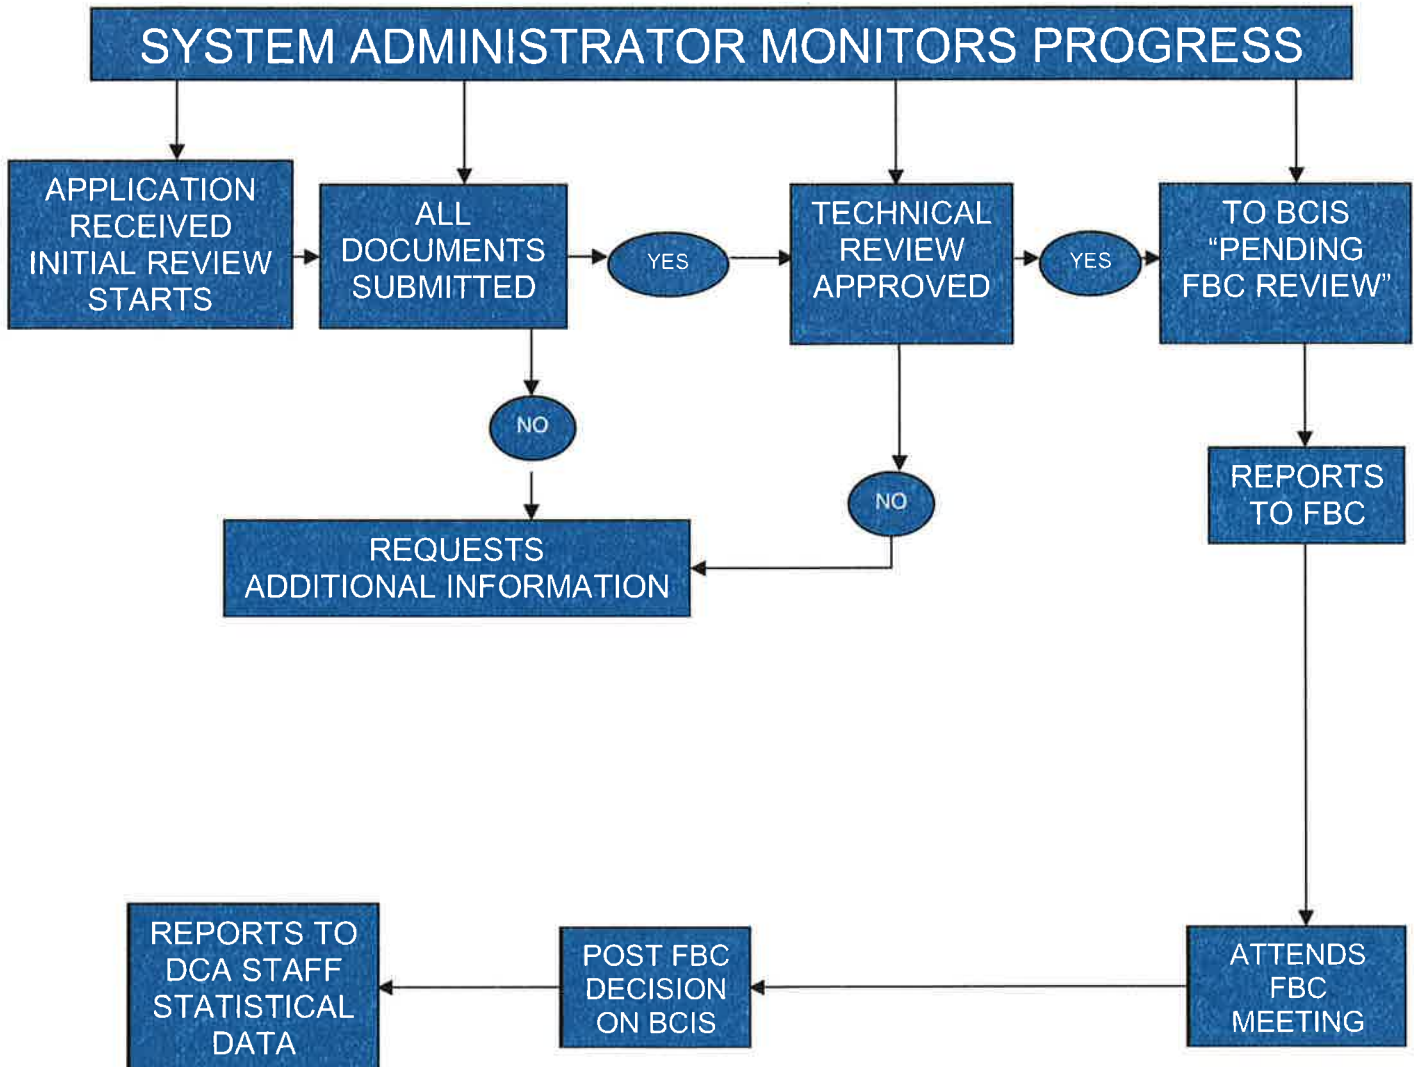 SYSTEM ADMINISTRATOR MONITORS PROGRESS
APPLICATION
RECEIVED
INITIAL REVIEW
STARTS
ALL
DOCUMENTS
SUBMITTED
YES
TECHNICAL
REVIEW
APPROVED
YES
TO BCIS
“PENDING
FBC REVIEW”
NO
NO
REPORTS
TO FBC
REQUESTS
ADDITIONAL INFORMATION
REPORTS TO
DCA STAFF
STATISTICAL
DATA
POST FBC
DECISION
ON BCIS
ATTENDS
FBC
MEETING